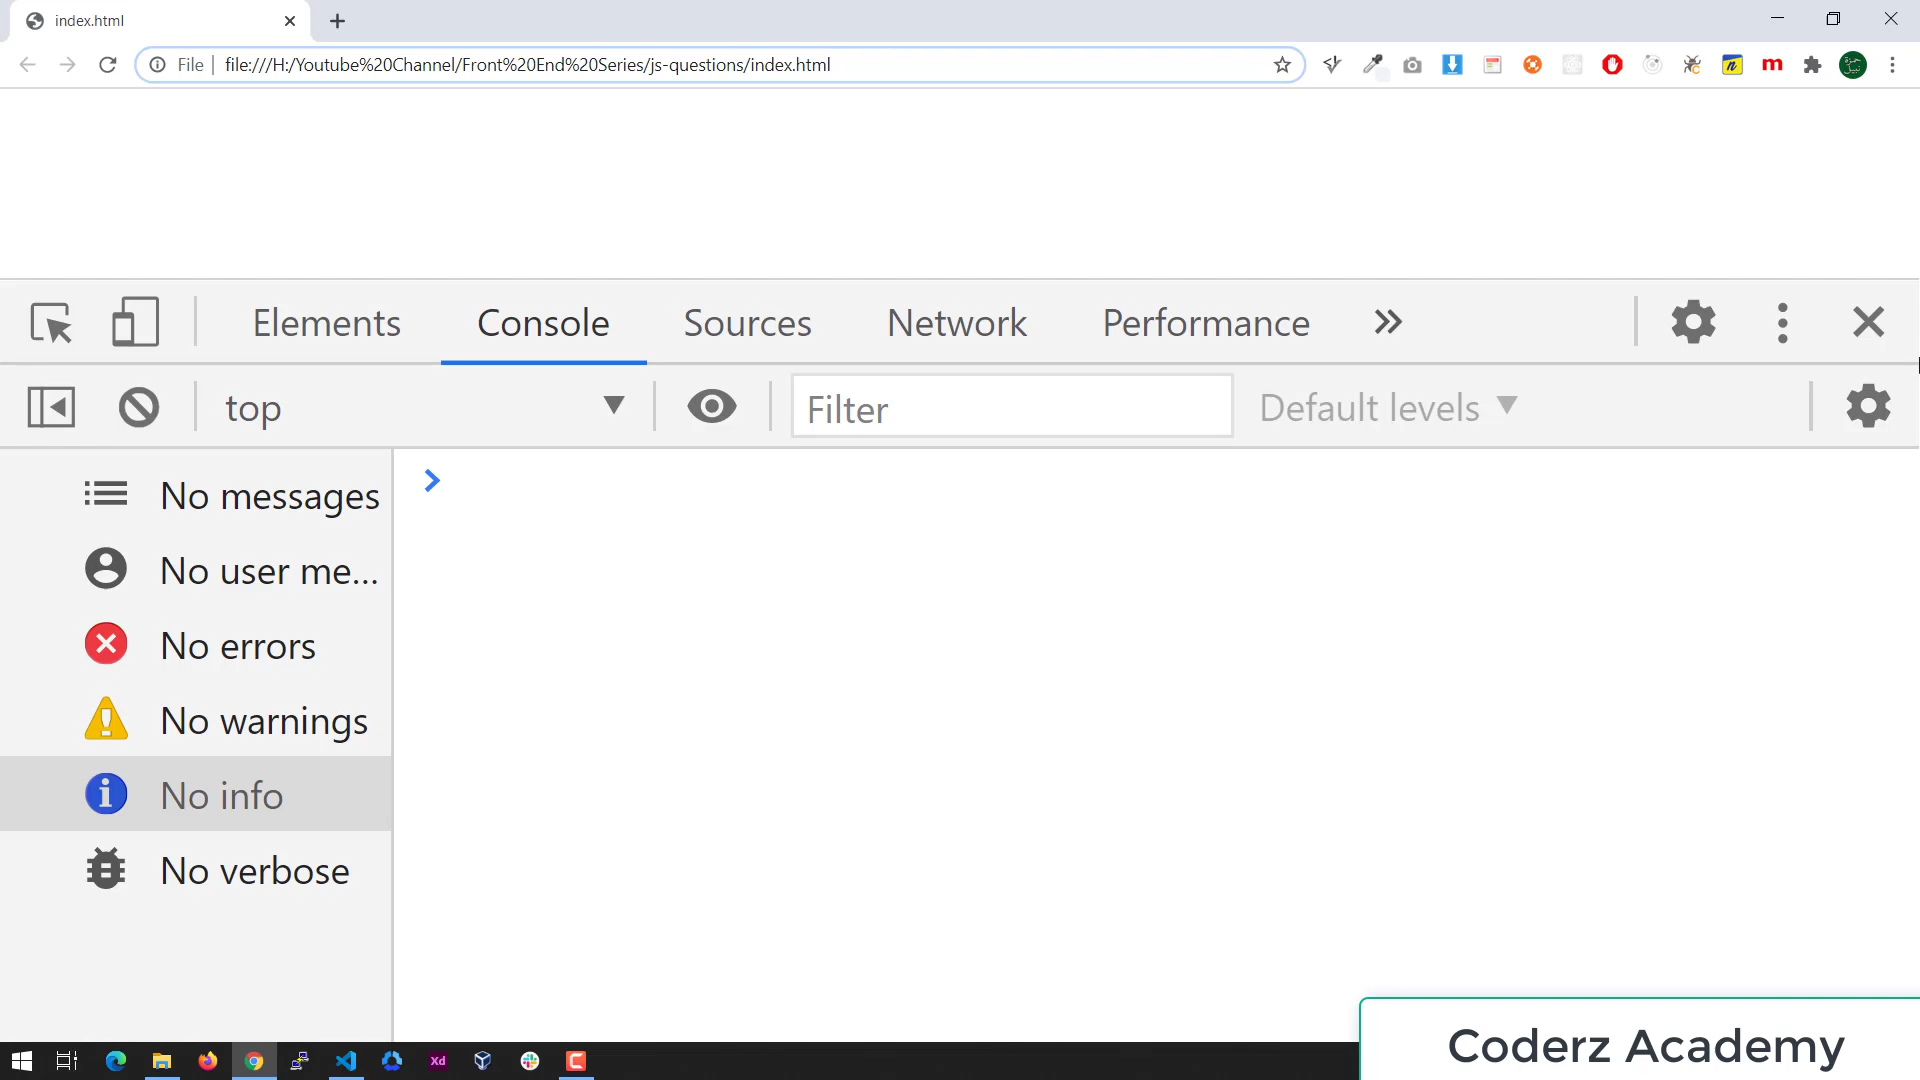 index.html
File
file:///H:/Youtube%20Channel/Front%20End%20Series/js-questions/index.html
Elements
Console
Sources
Network
Performance
top
Filter
Default levels
No messages
No user me...
No errors
No warnings
No info
No verbose
Xd
Coderz Academy